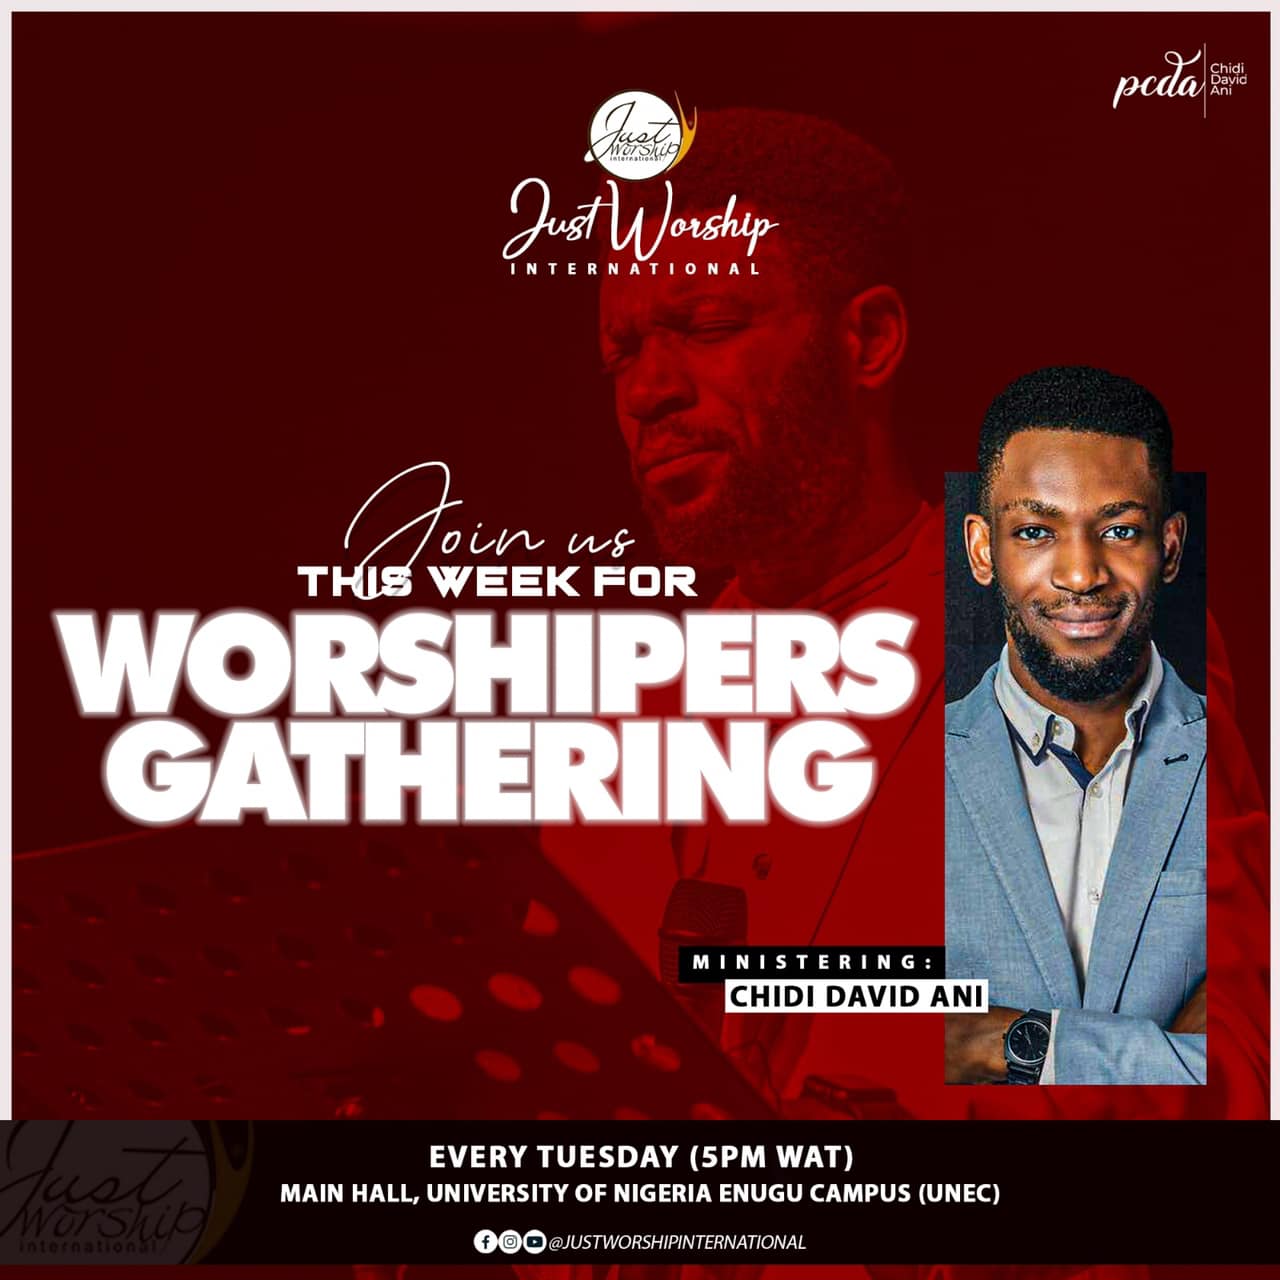 pcda
Chidi
David
Ani
Just
Worship
international
Just Worship
INTERNATIONAL
Join us
THIS WEEK FOR
WORSHIPERS
GATHERING
MINISTERING:
CHIDI DAVID ANI
EVERY TUESDAY (5PM WAT)
MAIN HALL, UNIVERSITY OF NIGERIA ENUGU CAMPUS (UNEC)
@JUSTWORSHIPINTERNATIONAL
Just
Worship
international